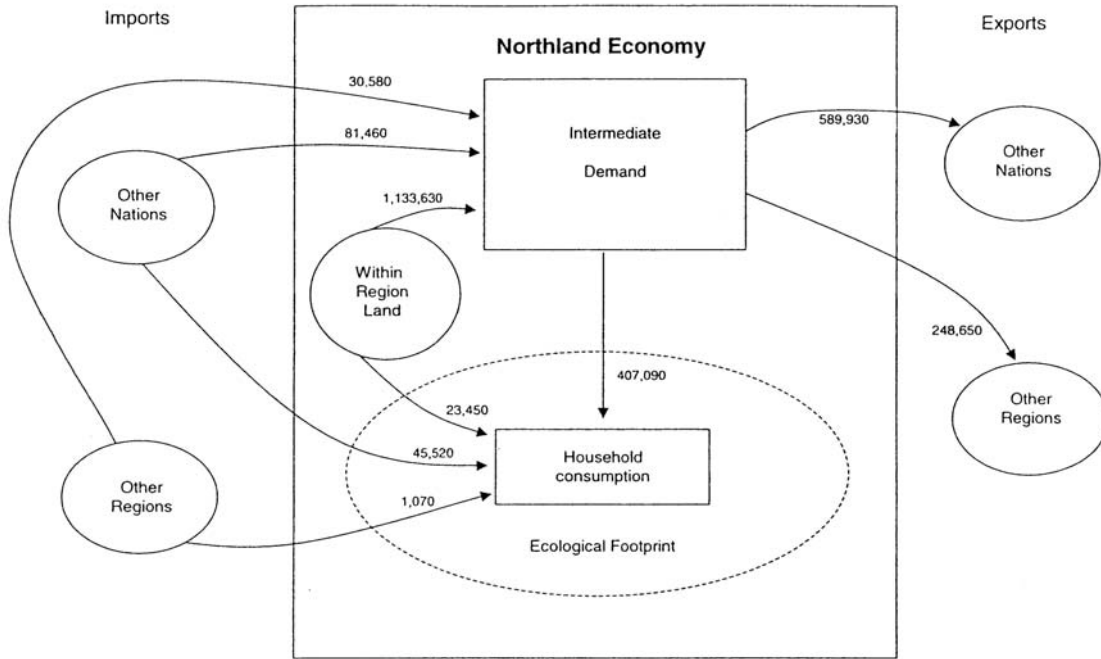 Imports
Exports
Northland Economy
30,580
Intermediate
Demand
589,930
Other
Nations
81,460
Other
Nations
1,133,630
Within
Region
Land
248,650
Other
Regions
407,090
23,450
45,520
Household
consumption
Other
Regions
1,070
Ecological Footprint